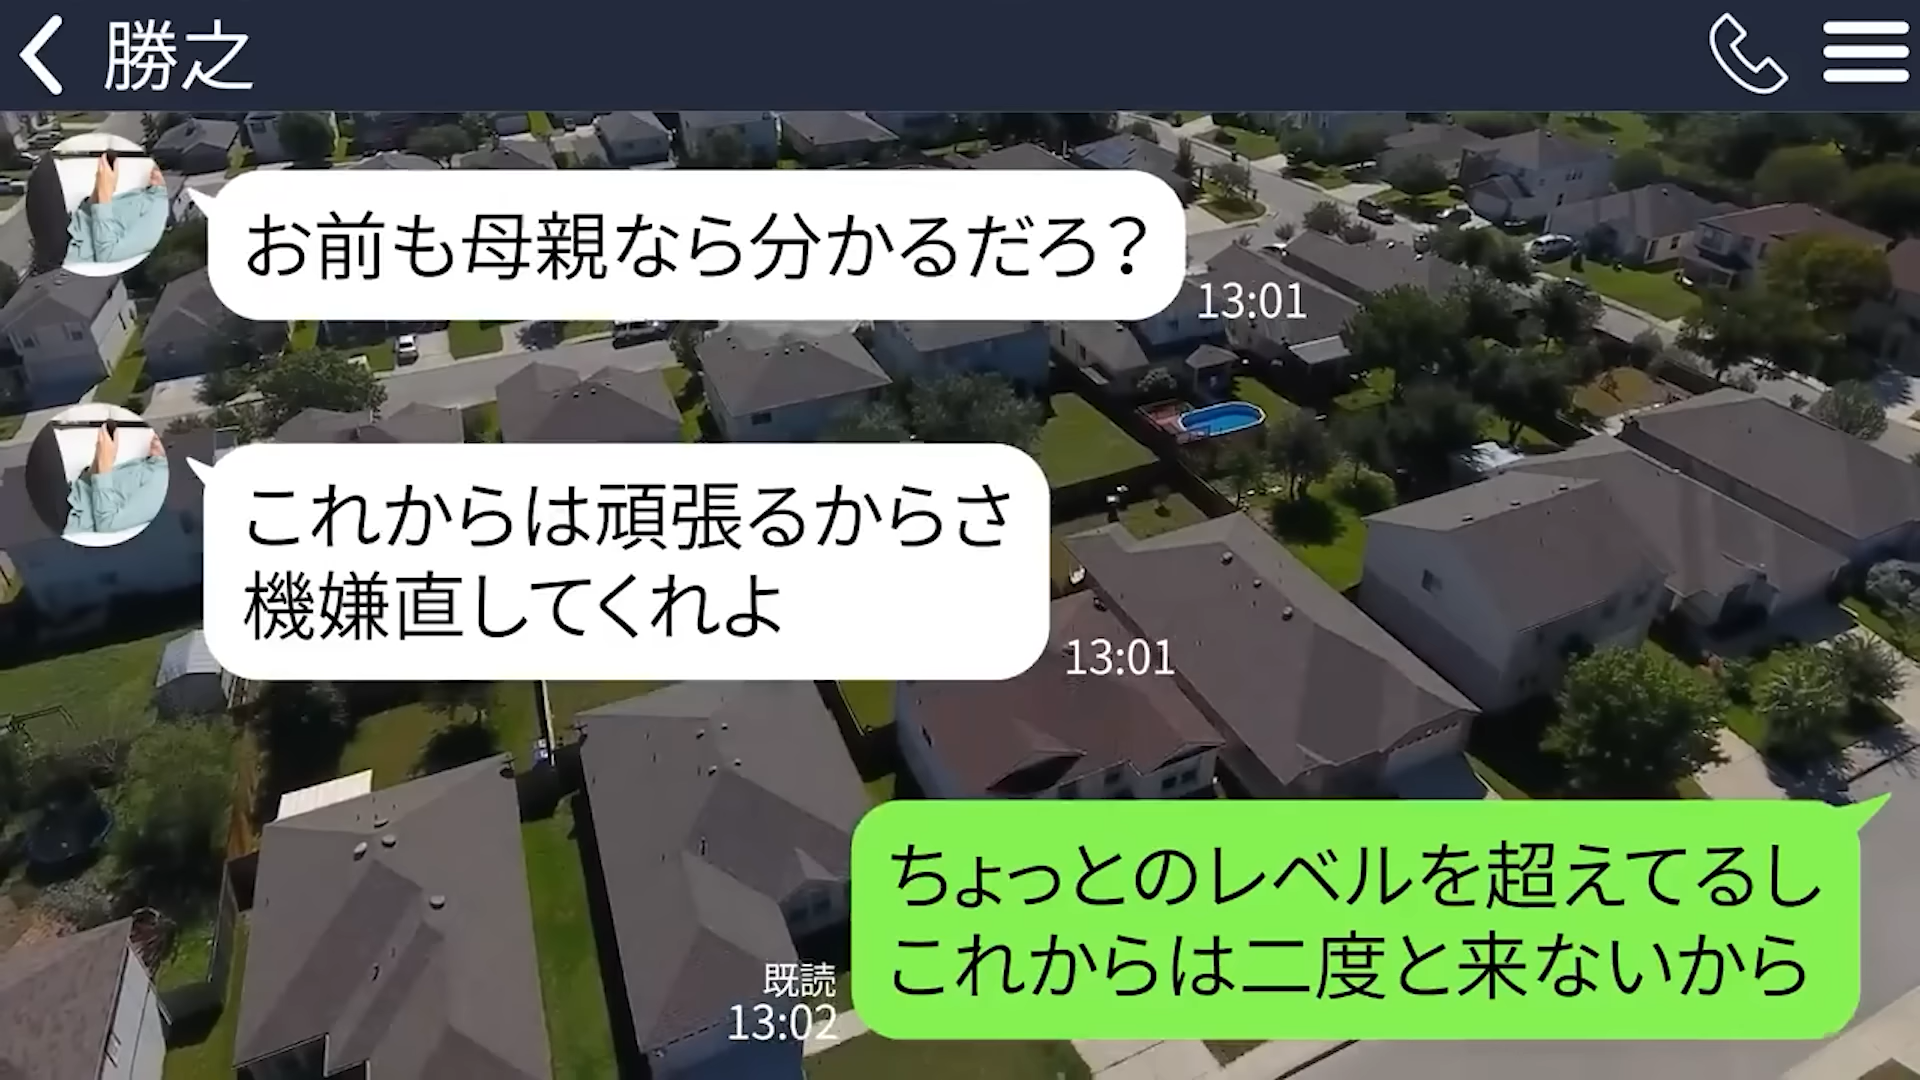 勝之
お前も母親なら分かるだろ？
13:01
これからは頑張るからさ
機嫌直してくれよ
13:01
ちょっとのレベルを超えてるし
これからは二度と来ないから
既読
13:02